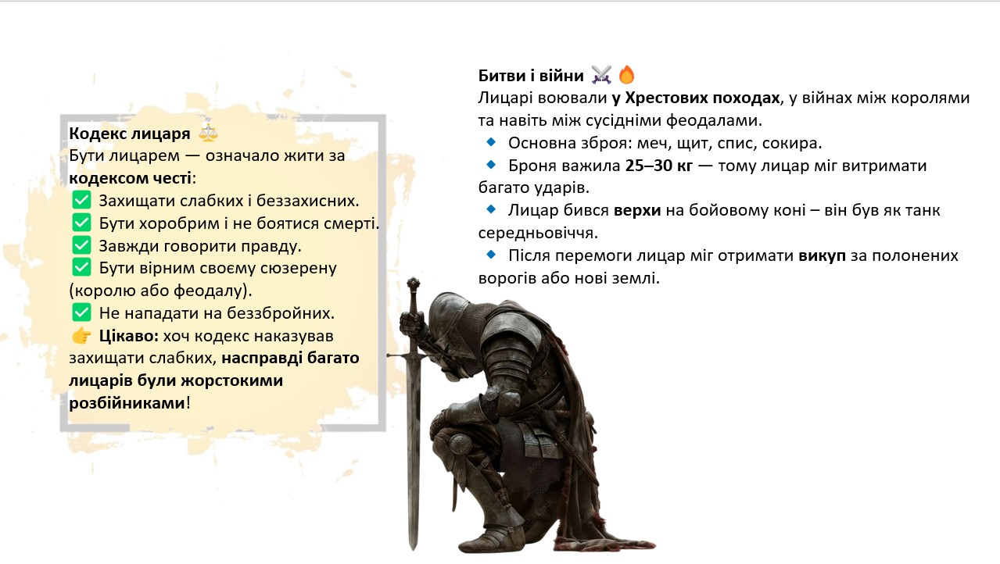 Кодекс лицаря ⚖️
Бути лицарем — означало жити за
кодексом честі:
✅ Захищати слабких і беззахисних.
✅ Бути хоробрим і не боятися смерті.
✅ Завжди говорити правду.
✅ Бути вірним своєму сюзерену
(королю або феодалу).
✅ Не нападати на беззбройних.
👉 Цікаво: хоч кодекс наказував
захищати слабких, насправді багато
лицарів були жорстокими
розбійниками!
Битви і війни ⚔️🔥
Лицарі воювали у Хрестових походах, у війнах між королями
та навіть між сусідніми феодалами.
🔹 Основна зброя: меч, щит, спис, сокира.
🔹 Броня важила 25–30 кг — тому лицар міг витримати
багато ударів.
🔹 Лицар бився верхи на бойовому коні – він був як танк
середньовіччя.
🔹 Після перемоги лицар міг отримати викуп за полонених
ворогів або нові землі.